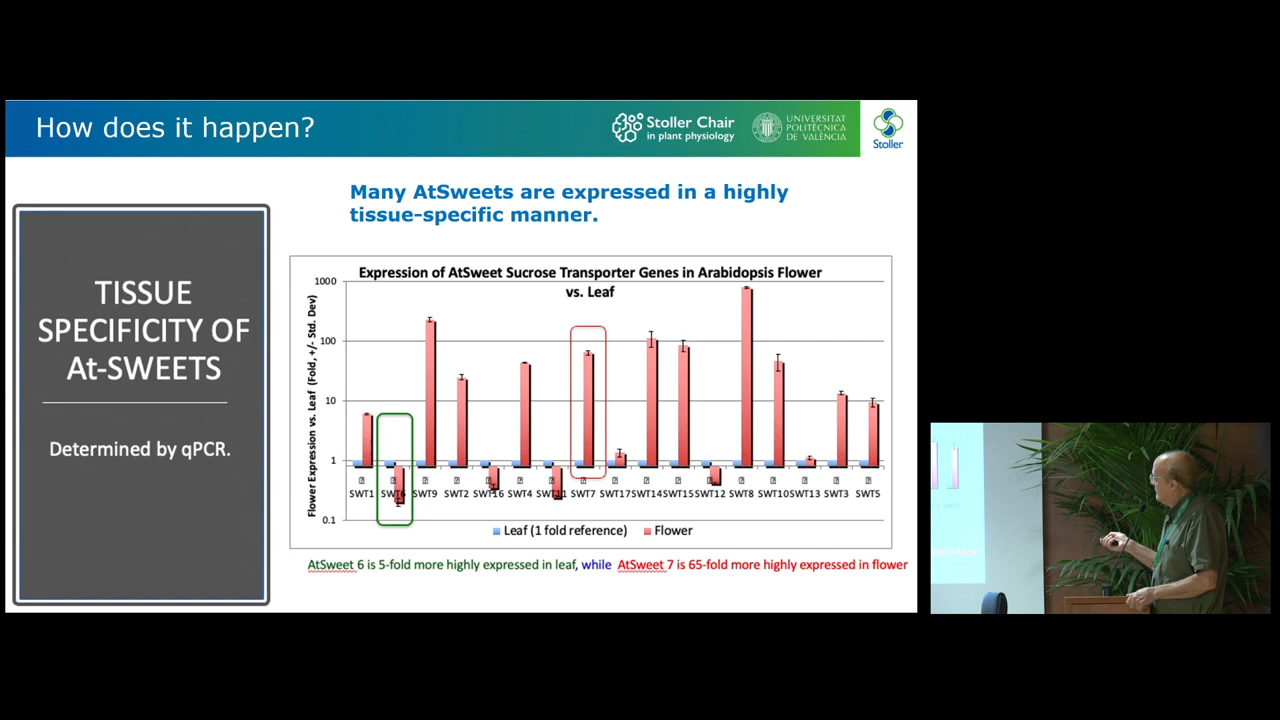 How does it happen?
Stoller Chair
in plant physiology
UNIVERSITAT
POLITÈCNICA
DE VALÈNCIA
Stoller
Many AtSweets are expressed in a highly
tissue-specific manner.
TISSUE
SPECIFICITY OF
At-SWEETS
Determined by qPCR.
Expression of AtSweet Sucrose Transporter Genes in Arabidopsis Flower
vs. Leaf
Flower Expression vs. Leaf (Fold, +/- Std. Dev)
1000
100
10
1
0.1
SWT1 SWT6 SWT9 SWT2 SWT16 SWT4 SWT11 SWT7 SWT17 SWT14 SWT15 SWT12 SWT8 SWT10 SWT13 SWT3 SWT5
Leaf (1 fold reference) Flower
AtSweet 6 is 5-fold more highly expressed in leaf, while AtSweet 7 is 65-fold more highly expressed in flower